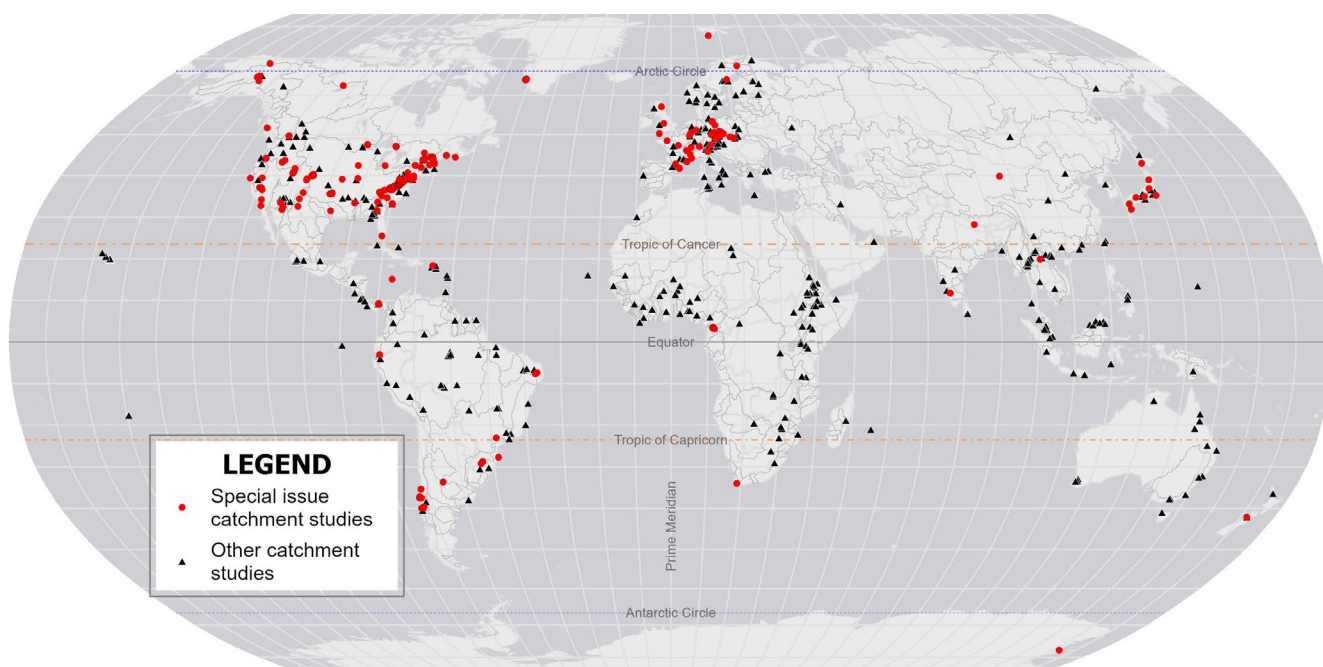 Arctic Circle
Tropic of Cancer
Equator
Tropic of Capricorn
Prime Meridian
Antarctic Circle
LEGEND
Special issue
catchment studies
Other catchment
studies